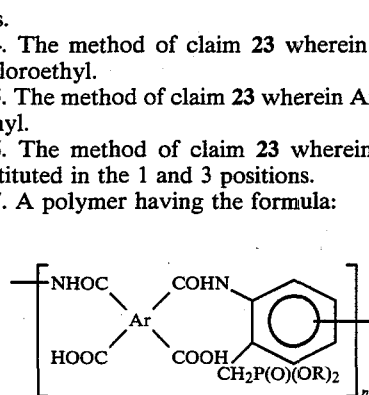 s.
. The method of claim 23 wherein
loroethyl.
. The method of claim 23 wherein A
nyl.
. The method of claim 23 wherein
tituted in the 1 and 3 positions.
. A polymer having the formula:
NHOC COHN
Ar
HOOC COOH
CH₂P(O)(OR)₂
n